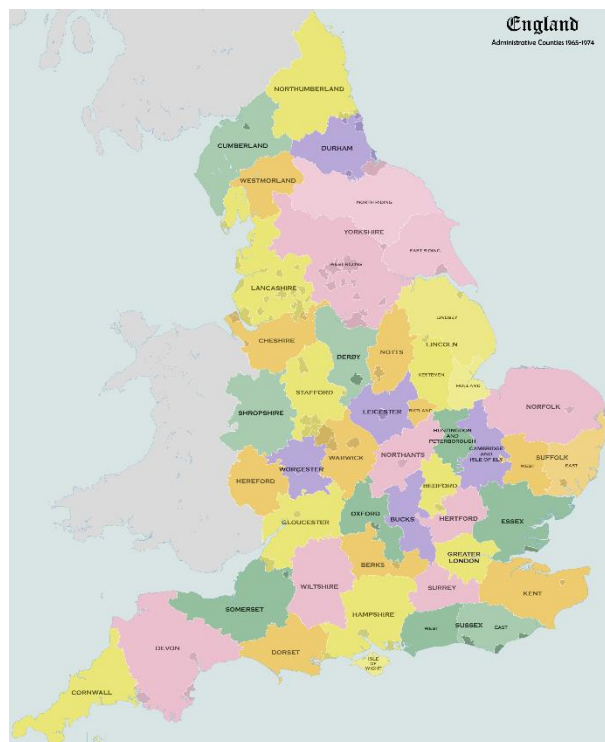 England
Administrative Counties 1965-1974
NORTHUMBERLAND
CUMBERLAND
DURHAM
WESTMORLAND
NORTH RIDING
YORKSHIRE
EAST RIDING
WEST RIDING
LANCASHIRE
LINDSEY
CHESHIRE
DERBY
NOTTS
LINCOLN
KESTEVEN
HOLLAND
STAFFORD
SHROPSHIRE
LEICESTER
RUTLAND
NORFOLK
HUNTINGDON
AND
PETERBOROUGH
CAMBRIDGE
AND
ISLE OF ELY
WARWICK
NORTHANTS
SUFFOLK
WEST
EAST
WORCESTER
HEREFORD
BEDFORD
GLOUCESTER
OXFORD
BUCKS
HERTFORD
ESSEX
GREATER
LONDON
BERKS
WILTSHIRE
SURREY
KENT
SOMERSET
HAMPSHIRE
WEST
SUSSEX
EAST
DEVON
DORSET
ISLE
OF
WIGHT
CORNWALL